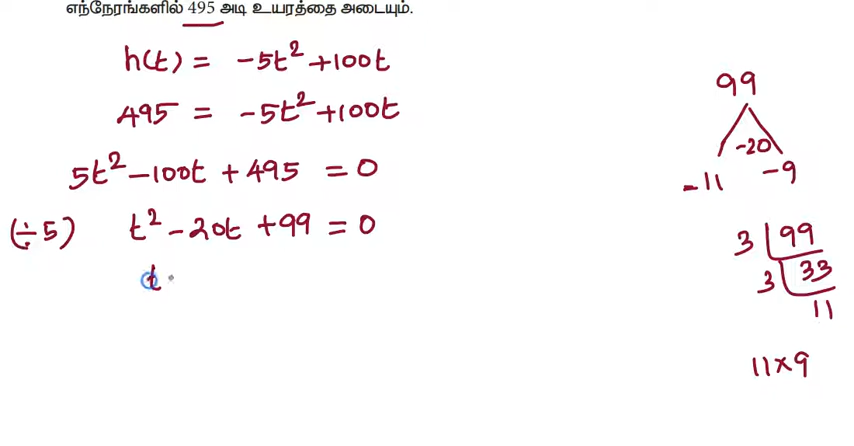 எந்நேரங்களில் 495 அடி உயரத்தை அடையும்.
h(t) = -5t² + 100t
495 = -5t² + 100t
5t² - 100t + 495 = 0
(÷5) t² - 20t + 99 = 0
t
99
-20
-11 -9
3 | 99
3 | 33
11
11 × 9